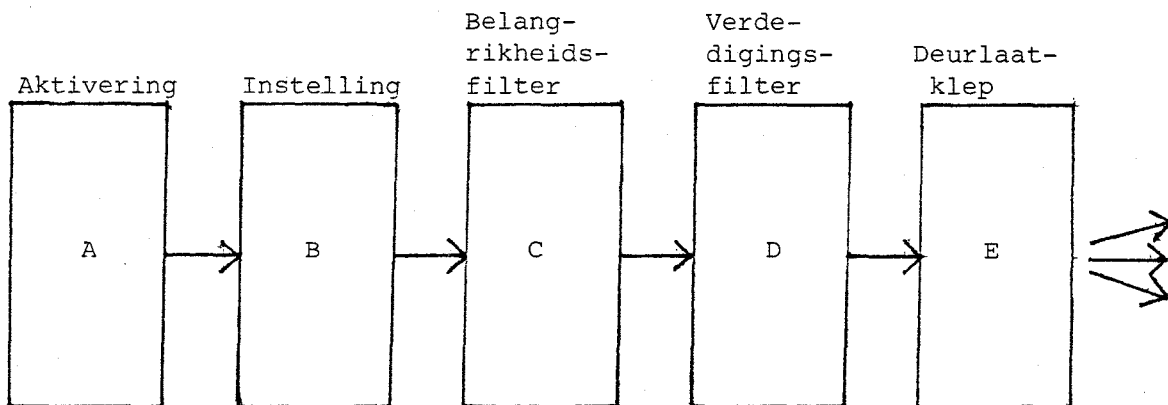 Aktivering
Instelling
Belang-
rikheids-
filter
Verde-
digings-
filter
Deurlaat-
klep
A
B
C
D
E